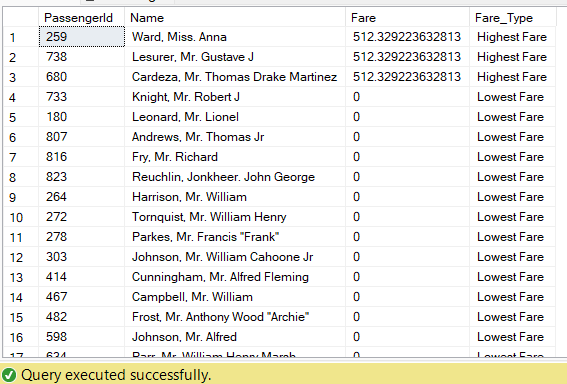 PassengerId Name Fare Fare_Type
1 259 Ward, Miss. Anna 512.329223632813 Highest Fare
2 738 Lesurer, Mr. Gustave J 512.329223632813 Highest Fare
3 680 Cardeza, Mr. Thomas Drake Martinez 512.329223632813 Highest Fare
4 733 Knight, Mr. Robert J 0 Lowest Fare
5 180 Leonard, Mr. Lionel 0 Lowest Fare
6 807 Andrews, Mr. Thomas Jr 0 Lowest Fare
7 816 Fry, Mr. Richard 0 Lowest Fare
8 823 Reuchlin, Jonkheer. John George 0 Lowest Fare
9 264 Harrison, Mr. William 0 Lowest Fare
10 272 Tornquist, Mr. William Henry 0 Lowest Fare
11 278 Parkes, Mr. Francis "Frank" 0 Lowest Fare
12 303 Johnson, Mr. William Cahoone Jr 0 Lowest Fare
13 414 Cunningham, Mr. Alfred Fleming 0 Lowest Fare
14 467 Campbell, Mr. William 0 Lowest Fare
15 482 Frost, Mr. Anthony Wood "Archie" 0 Lowest Fare
16 598 Johnson, Mr. Alfred 0 Lowest Fare
17 634 Parr, Mr. William Henry Marsh 0 Lowest Fare
Query executed successfully.